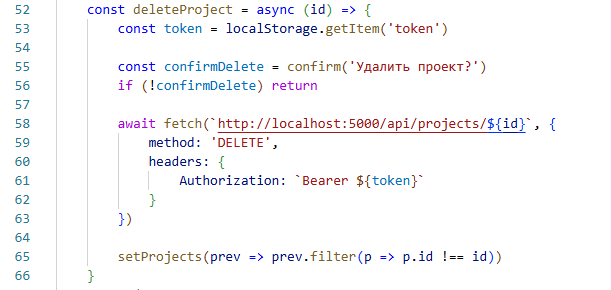 52 const deleteProject = async (id) => {
53 const token = localStorage.getItem('token')
54
55 const confirmDelete = confirm('Удалить проект?')
56 if (!confirmDelete) return
57
58 await fetch(`http://localhost:5000/api/projects/${id}`, {
59 method: 'DELETE',
60 headers: {
61 Authorization: `Bearer ${token}`
62 }
63 })
64
65 setProjects(prev => prev.filter(p => p.id !== id))
66 }